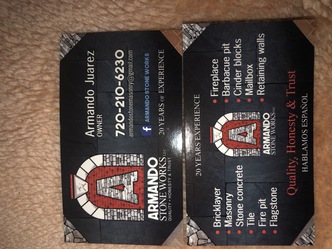 Armando Juarez
OWNER
720-210-6230
ARMANDO STONE WORKS
20 YEARS OF EXPERIENCE
A
ARMANDO
STONE WORKS
QUALITY • HONESTY & TRUST
20 YEARS EXPERIENCE
A
ARMANDO
STONE WORKS
• Bricklayer
• Masonry
• Stone concrete
• Tile
• Fire pit
• Flagstone
• Fireplace
• Barbacue pit
• Cinder blocks
• Mailbox
• Retaining walls
Quality, Honesty & Trust
HABLAMOS ESPAÑOL